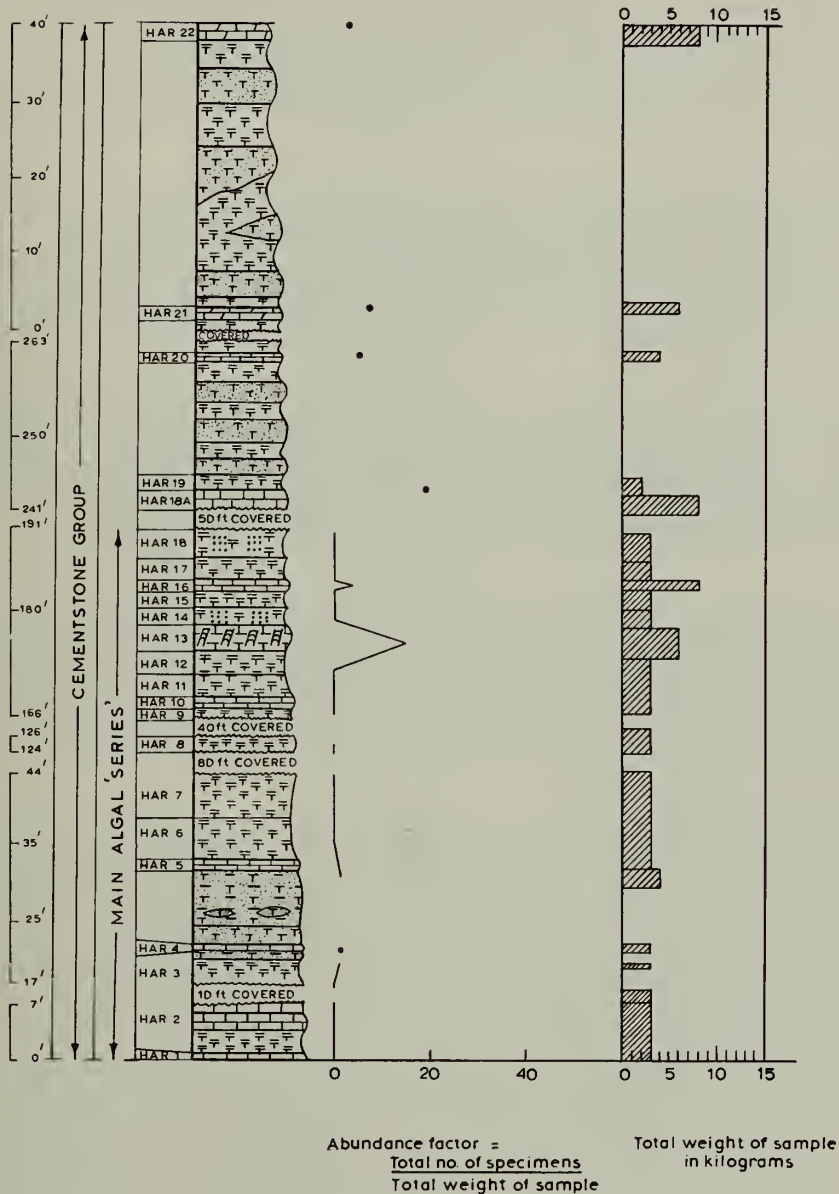 0 5 10 15
40'
30'
20'
10'
0'
263'
250'
241'
191'
180'
166'
126'
124'
44'
35'
25'
17'
7'
0'
CEMENTSTONE GROUP
MAIN ALGAL 'SERIES'
HAR 22
HAR 21
COVERED
HAR 20
HAR 19
HAR 18A
50 ft COVERED
HAR 18
HAR 17
HAR 16
HAR 15
HAR 14
HAR 13
HAR 12
HAR 11
HAR 10
HAR 9
40ft COVERED
HAR 8
80 ft COVERED
HAR 7
HAR 6
HAR 5
HAR 4
HAR 3
10 ft COVERED
HAR 2
HAR 1
0 20 40
0 5 10 15
Abundance factor =
Total no. of specimens
Total weight of sample
Total weight of sample
in kilograms